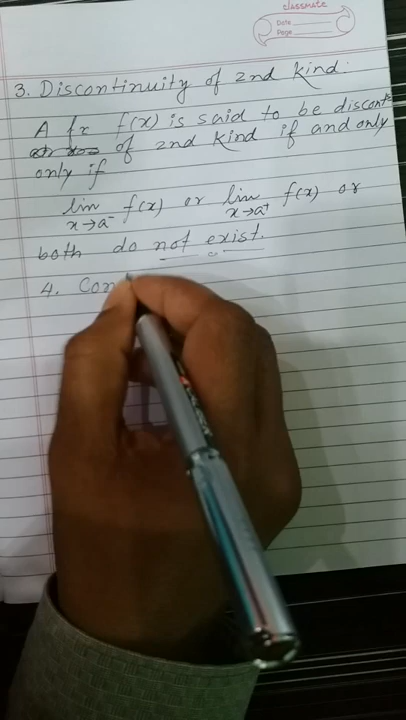 classmate
Date
Page
3. Discontinuity of 2nd Kind:
A fx f(x) is said to be discont
of 2nd Kind if and only
only if
lim x→a⁻ f(x) or lim x→a⁺ f(x) or
both do not exist.
4. Con